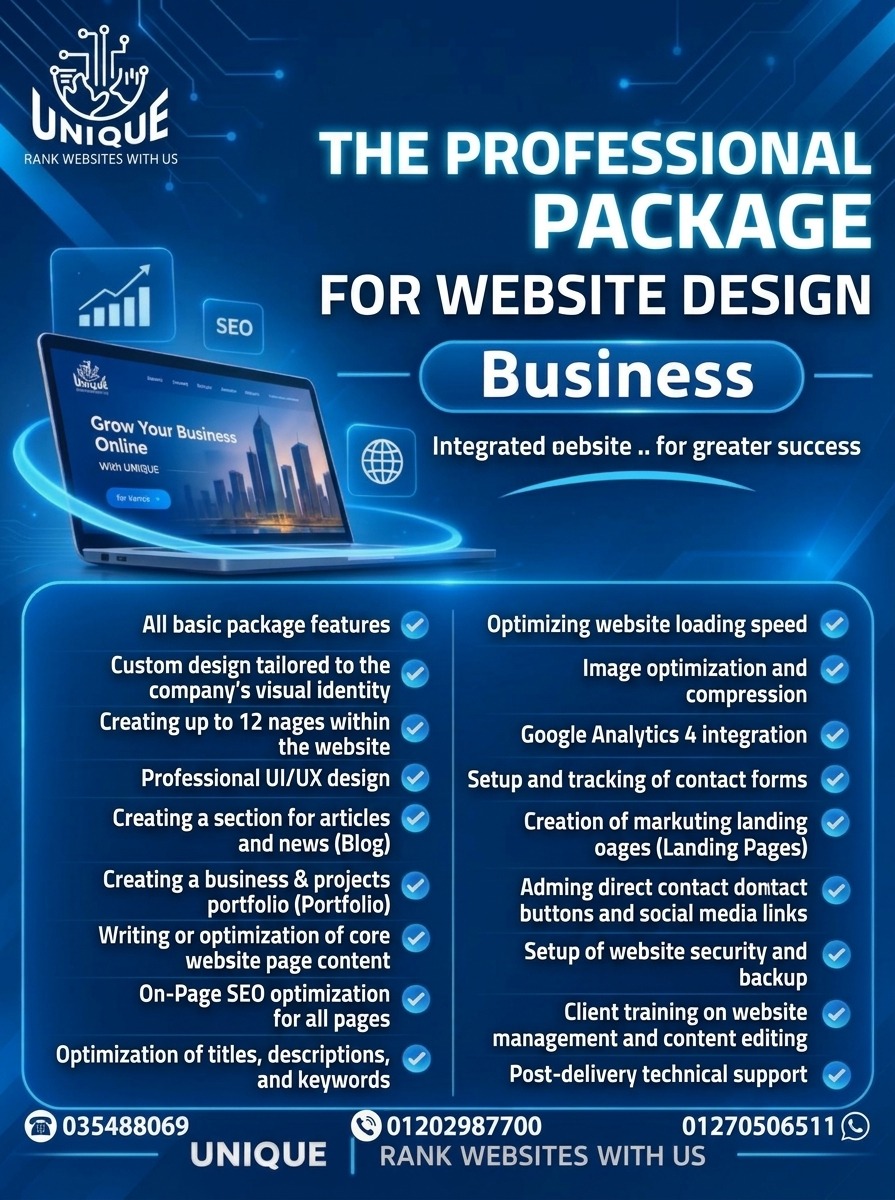 UNIQUE
RANK WEBSITES WITH US
THE PROFESSIONAL
PACKAGE
FOR WEBSITE DESIGN
Business
Integrated ɒebsite .. for greater success
SEO
UNIQUE
Grow Your Business
Online
With UNIQUE
All basic package features
Custom design tailored to the
company's visual identity
Creating up to 12 nages within
the website
Professional UI/UX design
Creating a section for articles
and news (Blog)
Creating a business & projects
portfolio (Portfolio)
Writing or optimization of core
website page content
On-Page SEO optimization
for all pages
Optimization of titles, descriptions,
and keywords
Optimizing website loading speed
Image optimization and
compression
Google Analytics 4 integration
Setup and tracking of contact forms
Creation of markuting landing
oages (Landing Pages)
Adming direct contact domtact
buttons and social media links
Setup of website security and
backup
Client training on website
management and content editing
Post-delivery technical support
035488069
01202987700
01270506511
UNIQUE | RANK WEBSITES WITH US